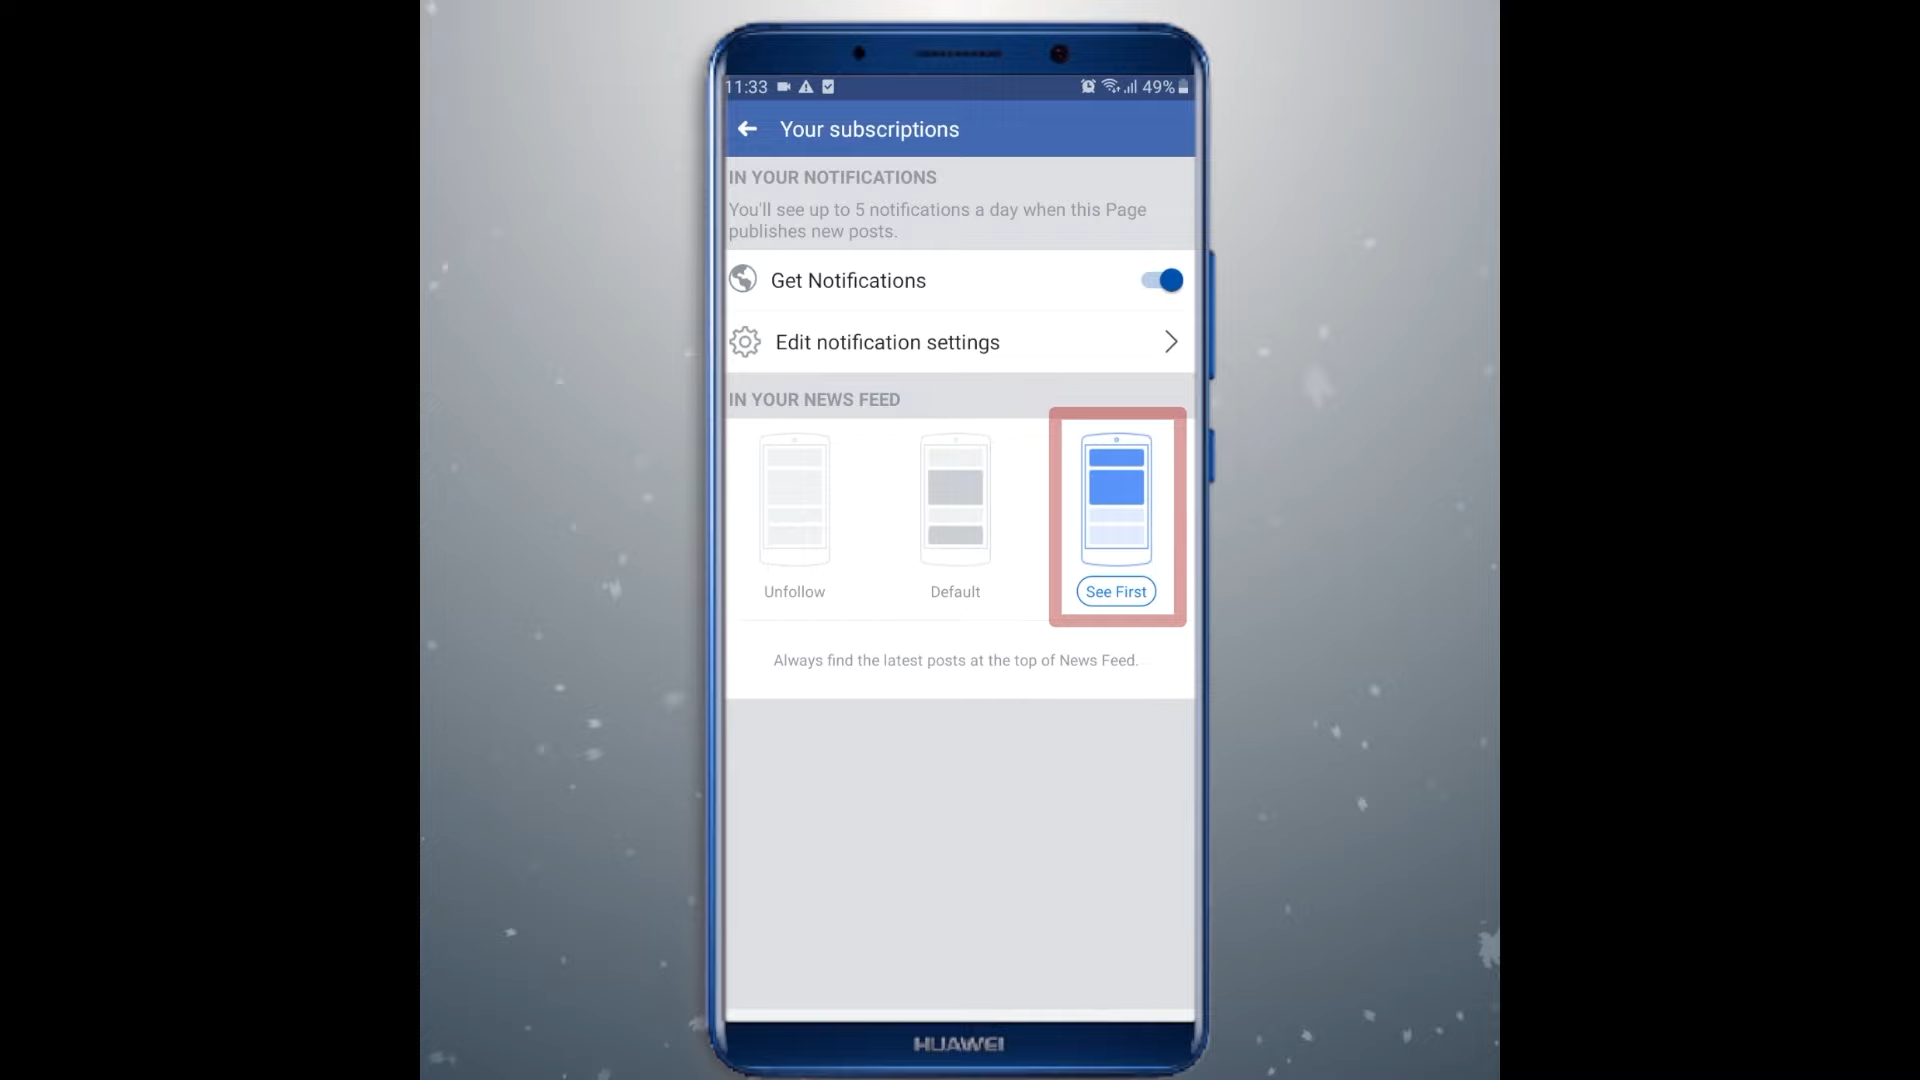 11:33
49%
Your subscriptions
IN YOUR NOTIFICATIONS
You'll see up to 5 notifications a day when this Page
publishes new posts.
Get Notifications
Edit notification settings
IN YOUR NEWS FEED
Unfollow
Default
See First
Always find the latest posts at the top of News Feed.
HUAWEI